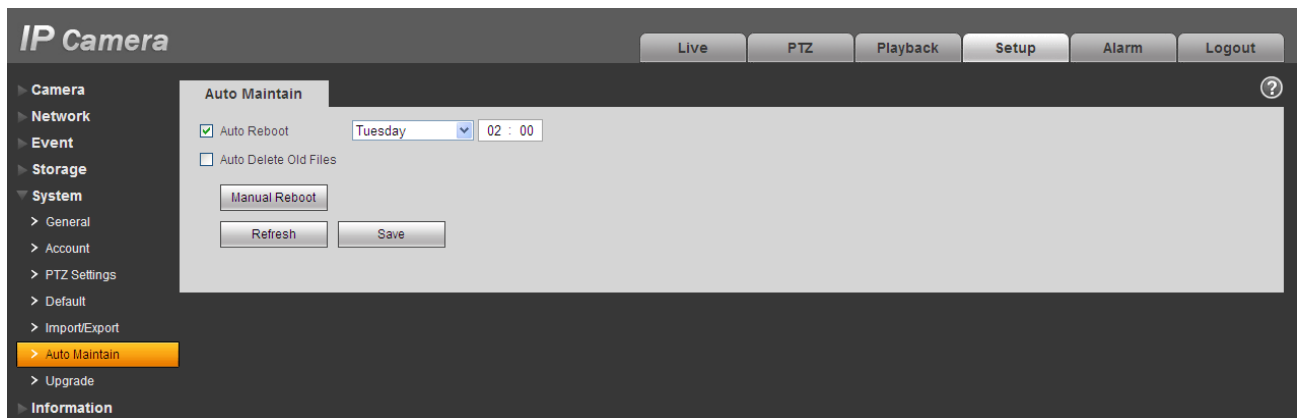 IP Camera
Live
PTZ
Playback
Setup
Alarm
Logout
Camera
Network
Event
Storage
System
> General
> Account
> PTZ Settings
> Default
> Import/Export
> Auto Maintain
> Upgrade
Information
Auto Maintain
?
Auto Reboot Tuesday 02 : 00
Auto Delete Old Files
Manual Reboot
Refresh Save